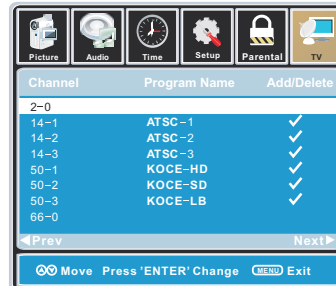 Picture Audio Time Setup Parental TV
Channel Program Name Add/Delete
2-0
14-1 ATSC-1
14-2 ATSC-2
14-3 ATSC-3
50-1 KOCE-HD
50-2 KOCE-SD
50-3 KOCE-LB
66-0
Prev Next
Move Press 'ENTER' Change MENU Exit